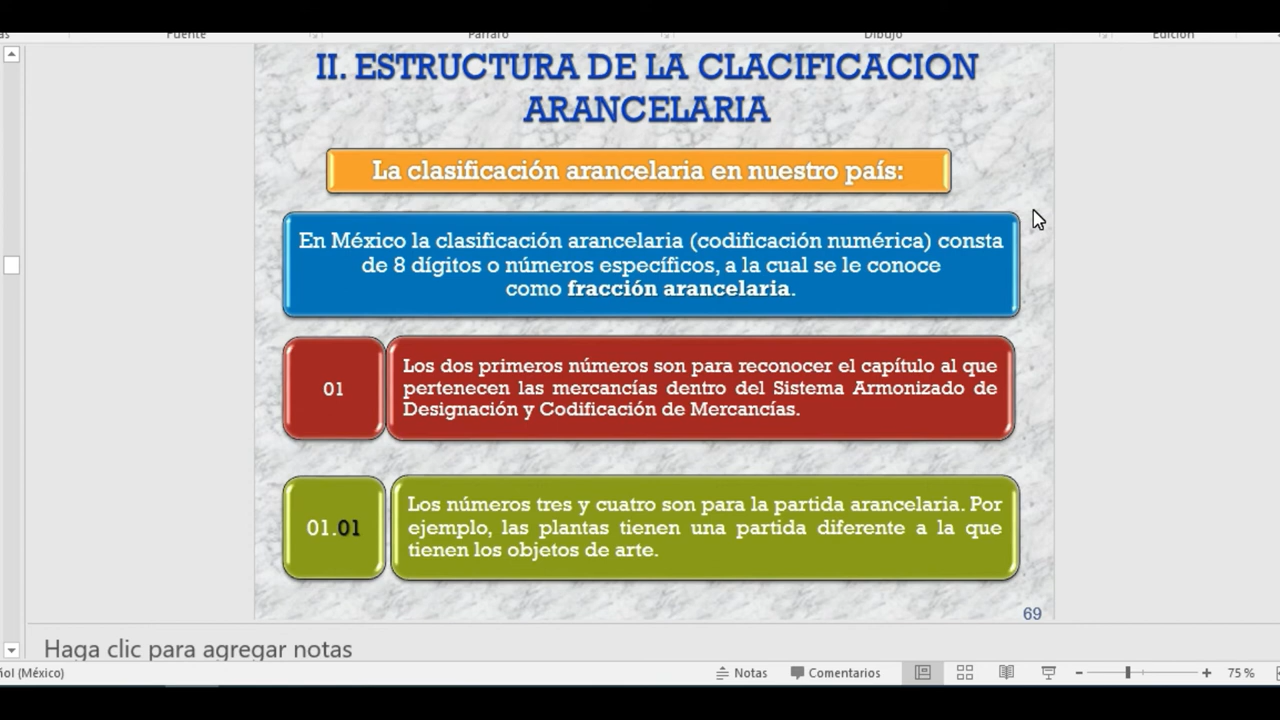 Fuente Párrafo Dibujo Edición
II. ESTRUCTURA DE LA CLACIFICACION
ARANCELARIA
La clasificación arancelaria en nuestro país:
En México la clasificación arancelaria (codificación numérica) consta
de 8 dígitos o números específicos, a la cual se le conoce
como fracción arancelaria.
01
Los dos primeros números son para reconocer el capítulo al que
pertenecen las mercancías dentro del Sistema Armonizado de
Designación y Codificación de Mercancías.
01.01
Los números tres y cuatro son para la partida arancelaria. Por
ejemplo, las plantas tienen una partida diferente a la que
tienen los objetos de arte.
69
Haga clic para agregar notas
ñol (México) Notas Comentarios 75 %